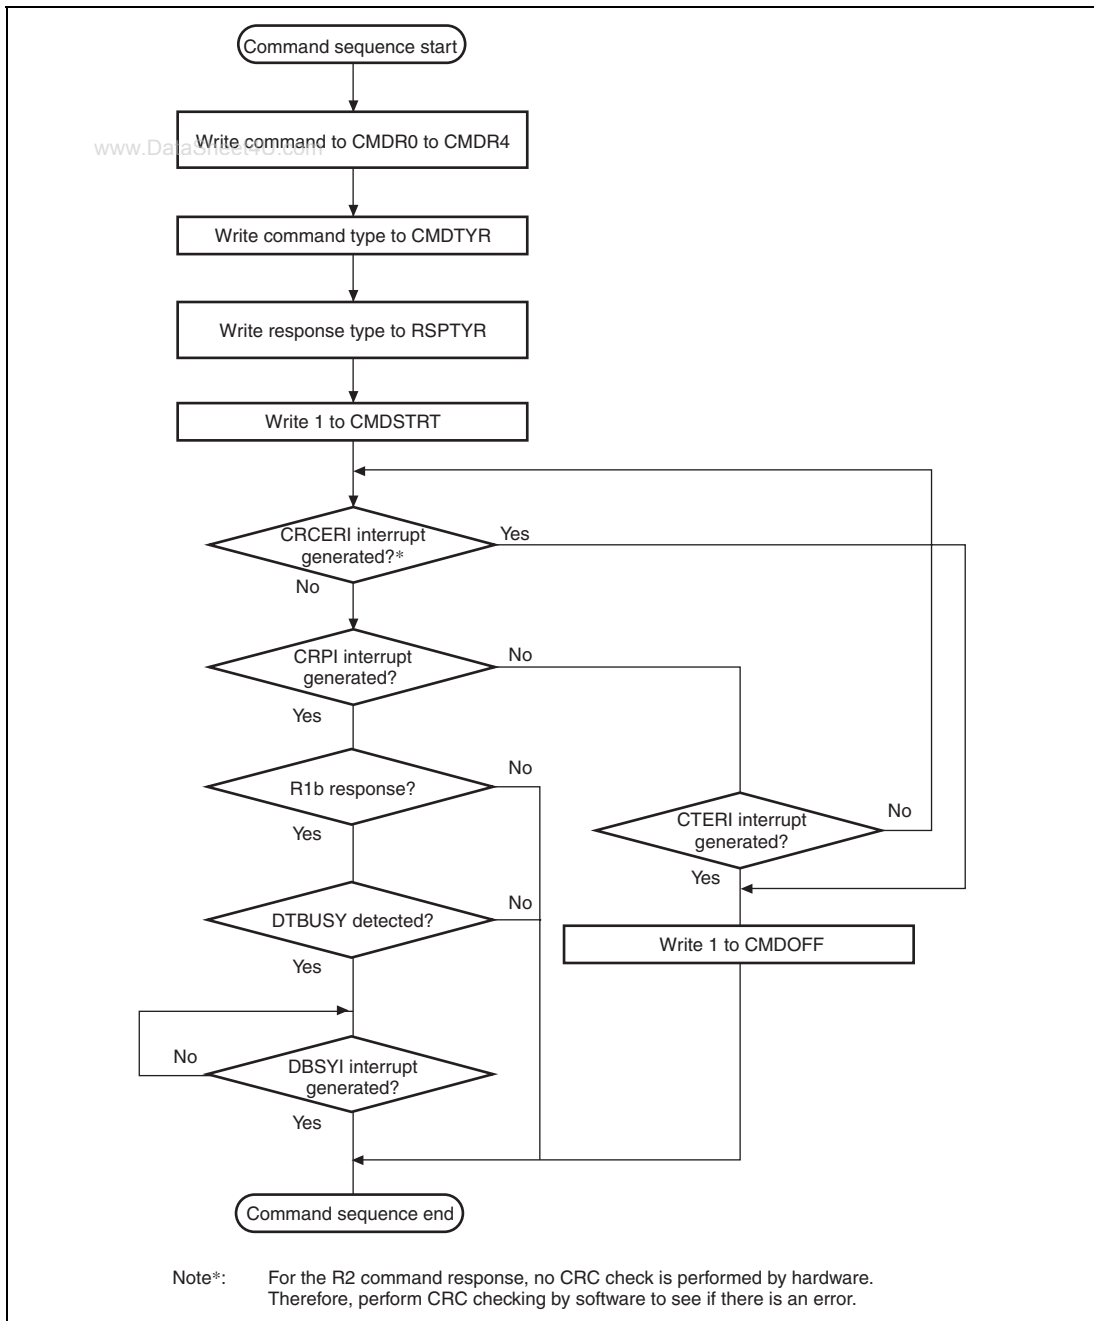 Command sequence start
www.DataSheet4U.com
Write command to CMDR0 to CMDR4
Write command type to CMDTYR
Write response type to RSPTYR
Write 1 to CMDSTRT
CRCERI interrupt
generated?*
Yes
No
CRPI interrupt
generated?
No
Yes
R1b response?
No
Yes
CTERI interrupt
generated?
No
Yes
DTBUSY detected?
No
Yes
Write 1 to CMDOFF
DBSYI interrupt
generated?
No
Yes
Command sequence end
Note*: For the R2 command response, no CRC check is performed by hardware.
Therefore, perform CRC checking by software to see if there is an error.